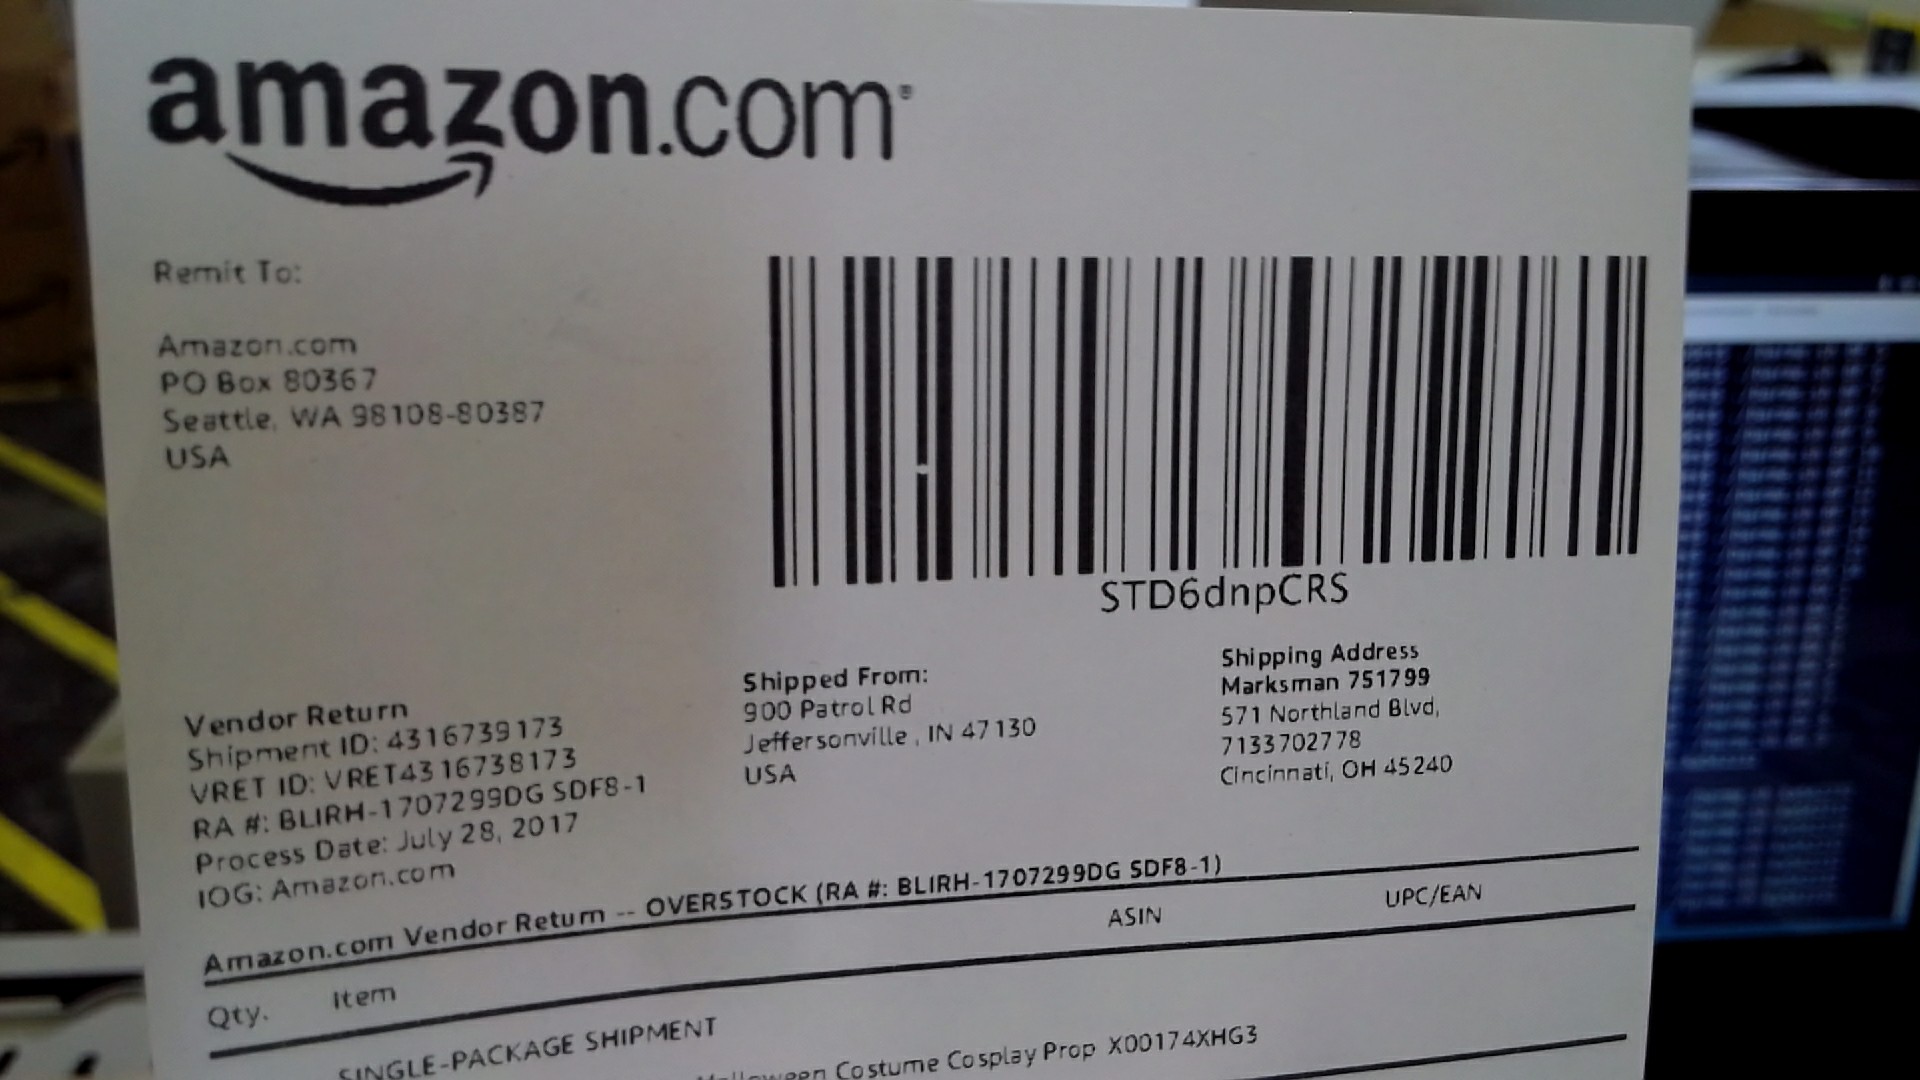 amazon.com
Remit To:
Amazon.com
PO Box 80367
Seattle, WA 98108-80387
USA
STD6dnpCRS
Vendor Return
Shipment ID: 4316739173
VRET ID: VRET4316738173
RA #: BLIRH-1707299DG SDF8-1
Process Date: July 28, 2017
IOG: Amazon.com
Shipped From:
900 Patrol Rd
Jeffersonville , IN 47130
USA
Shipping Address
Marksman 751799
571 Northland Blvd,
7133702778
Cincinnati, OH 45240
Amazon.com Vendor Return -- OVERSTOCK (RA #: BLIRH-1707299DG SDF8-1)
Qty. Item ASIN UPC/EAN
SINGLE-PACKAGE SHIPMENT
Halloween Costume Cosplay Prop X00174XHG3